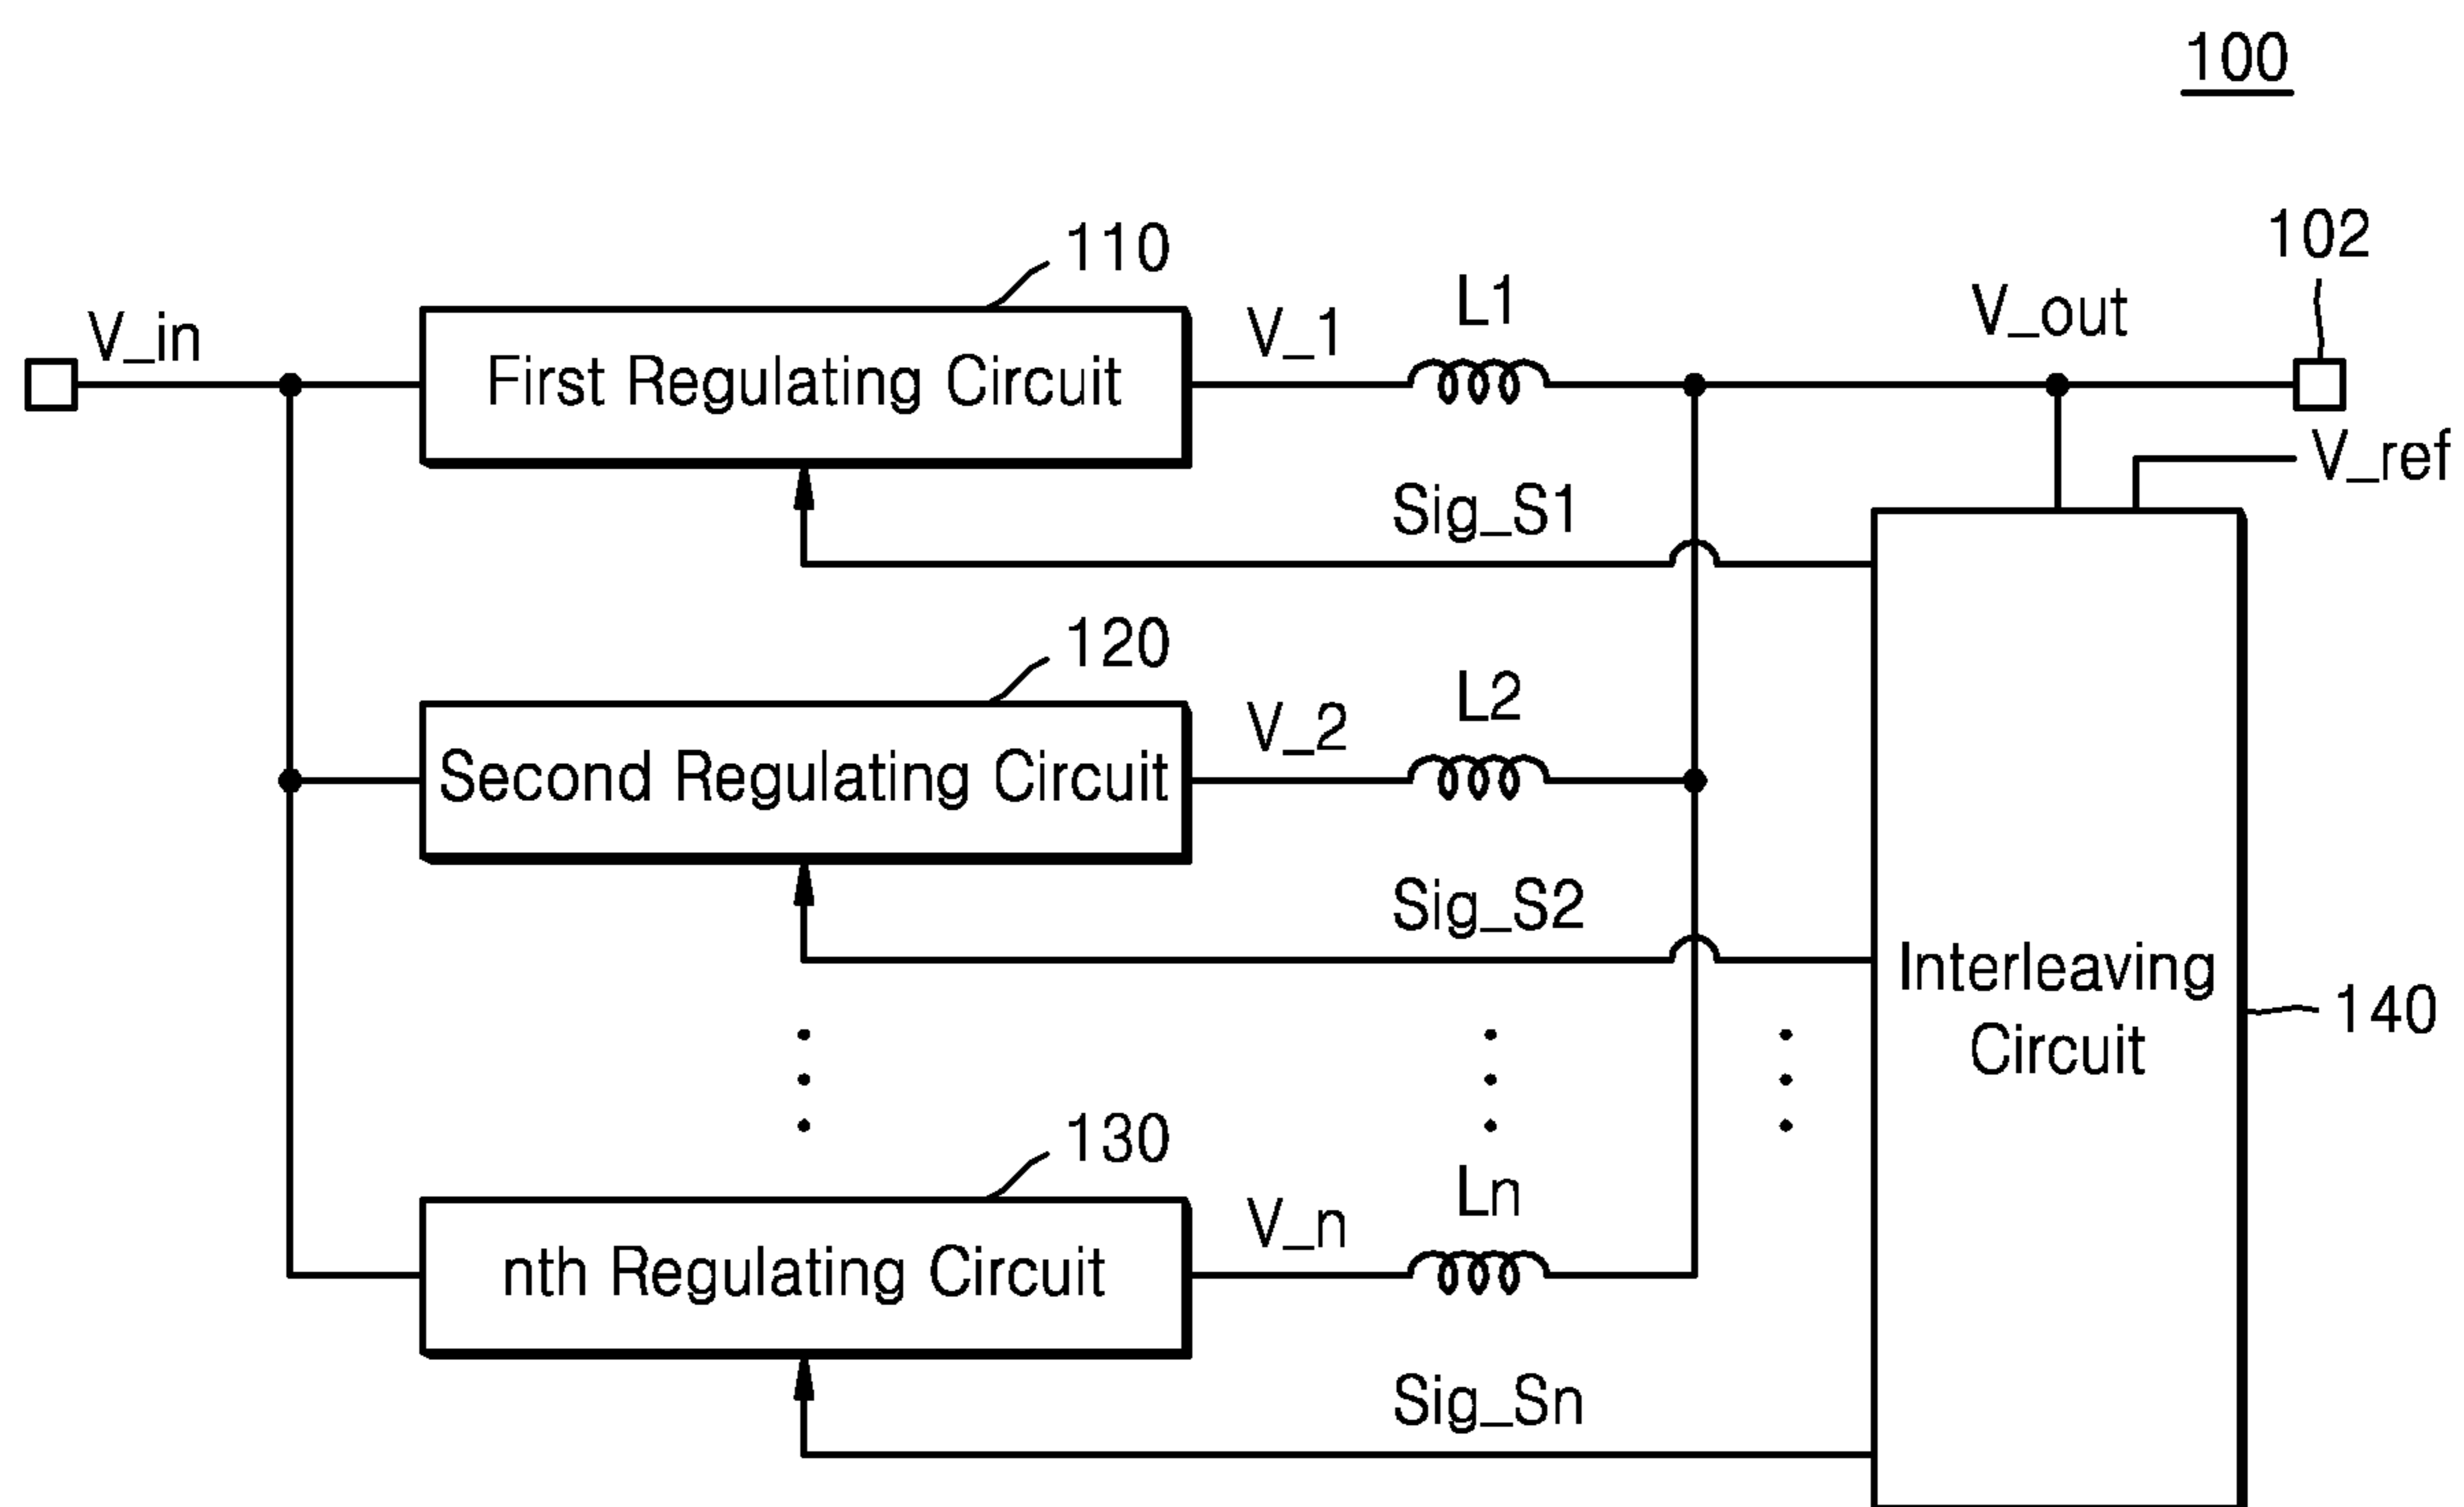 100
110
102
V_in
First Regulating Circuit
V_1
L1
V_out
V_ref
Sig_S1
120
Second Regulating Circuit
V_2
L2
Sig_S2
Interleaving
Circuit
140
130
nth Regulating Circuit
V_n
Ln
Sig_Sn